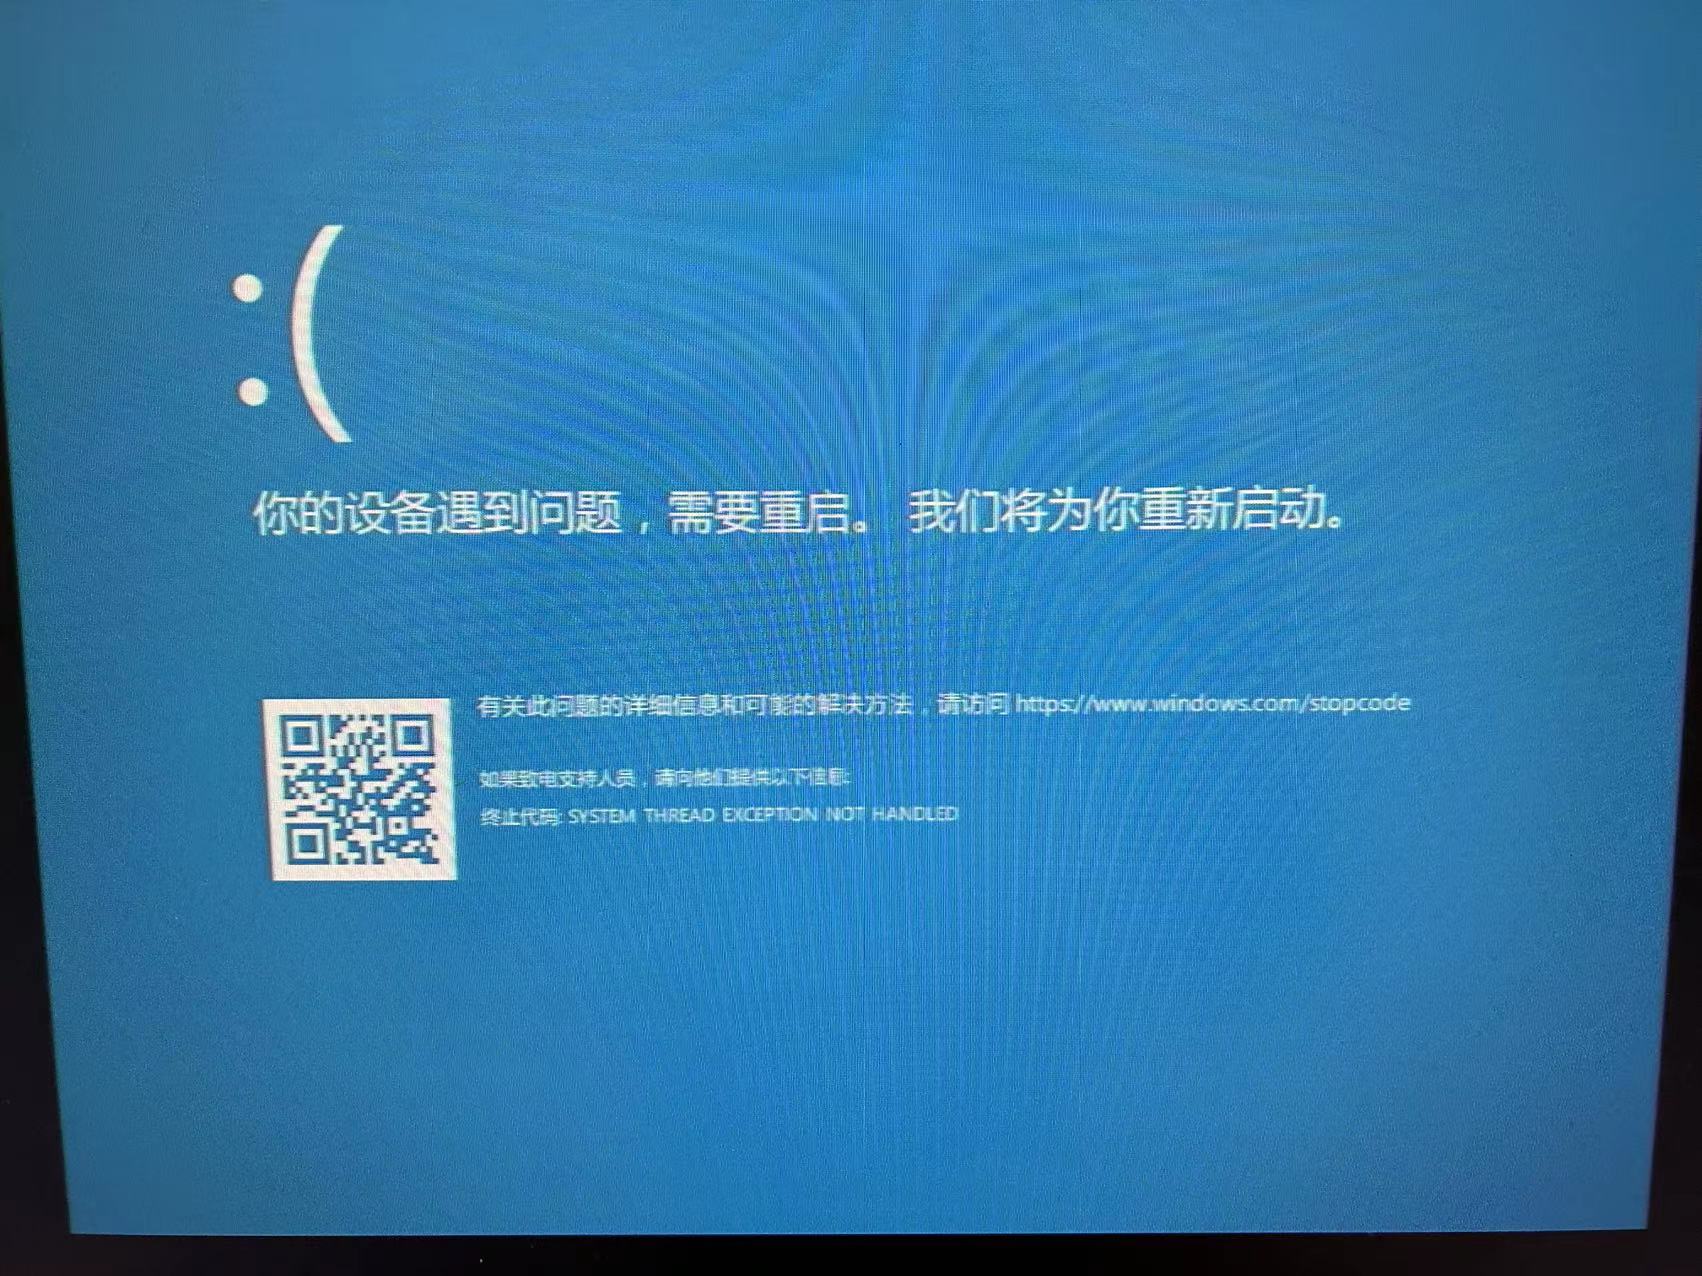 :(
你的设备遇到问题，需要重启。 我们将为你重新启动。
有关此问题的详细信息和可能的解决方法，请访问 https://www.windows.com/stopcode
如果致电支持人员，请向他们提供以下信息:
终止代码: SYSTEM THREAD EXCEPTION NOT HANDLED